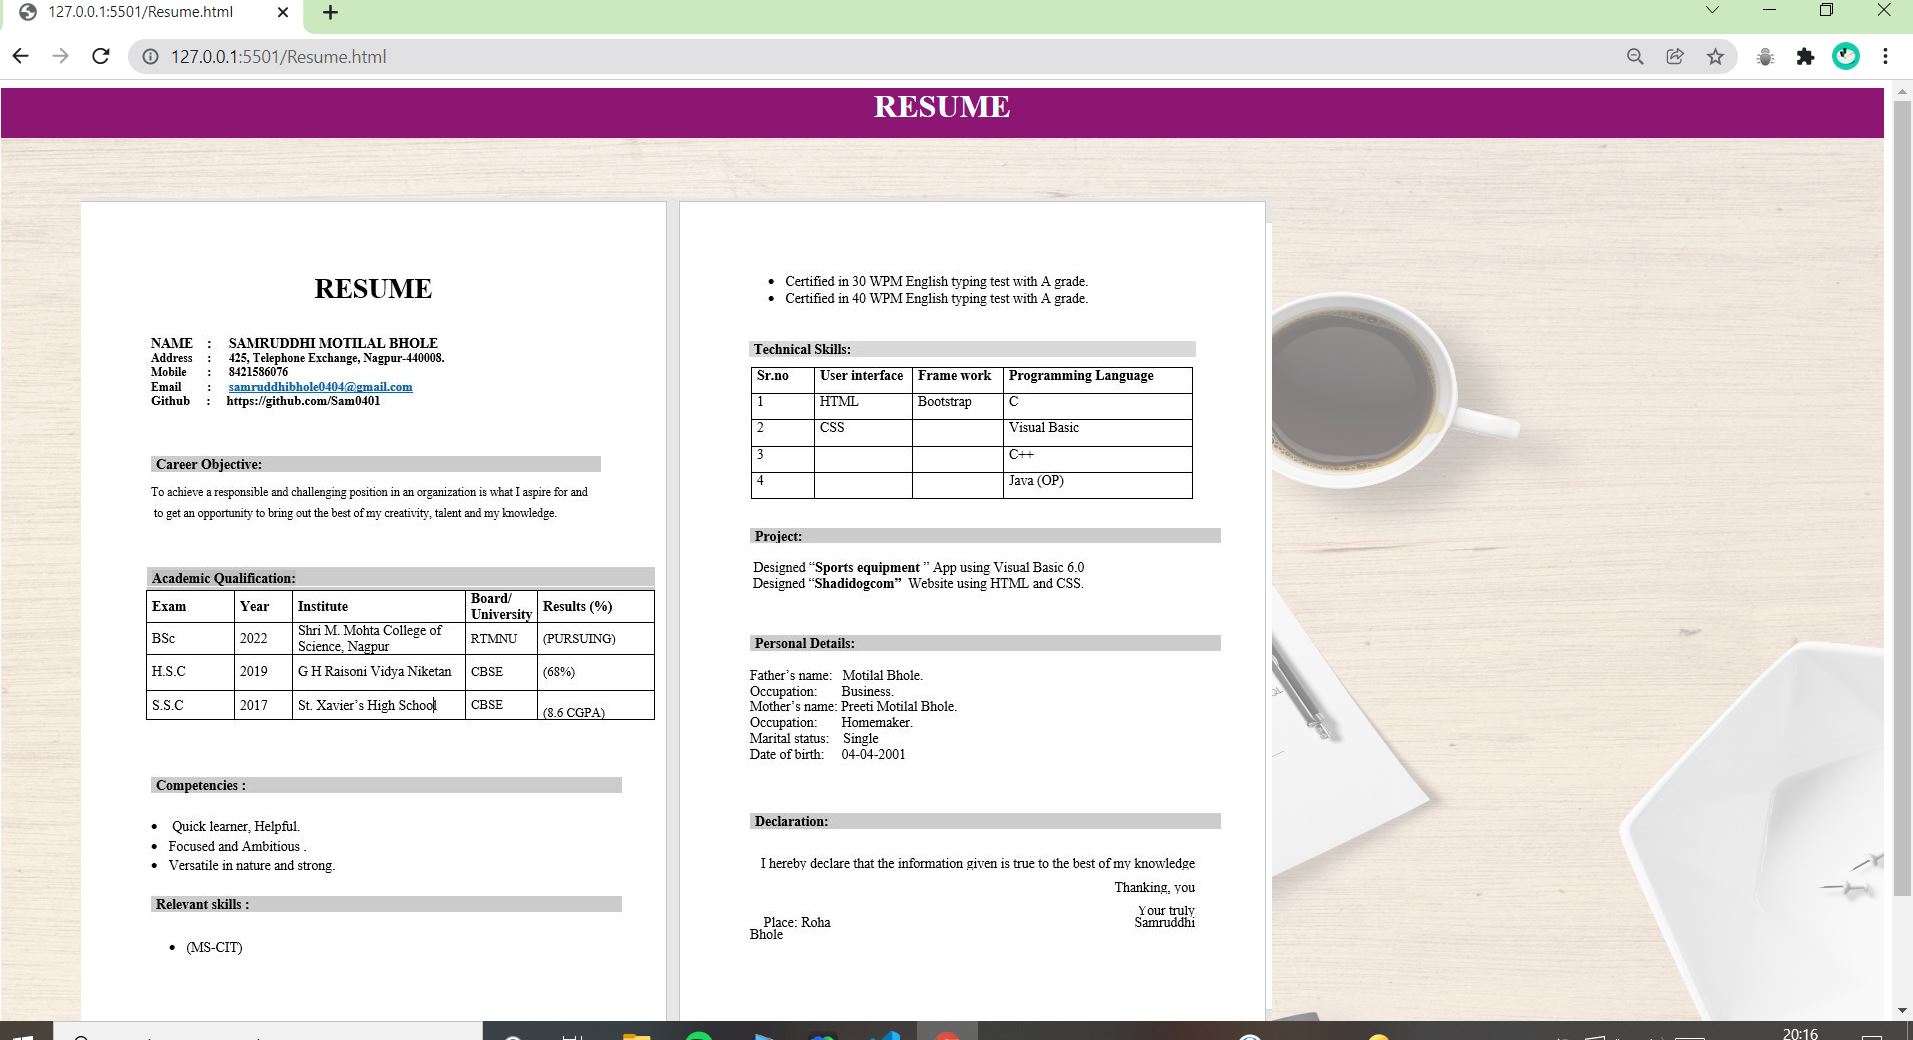 127.0.0.1:5501/Resume.html
127.0.0.1:5501/Resume.html
RESUME
RESUME
NAME : SAMRUDDHI MOTILAL BHOLE
Address : 425, Telephone Exchange, Nagpur-440008.
Mobile : 8421586076
Email : samruddhibhole0404@gmail.com
Github : https://github.com/Sam0401
Career Objective:
To achieve a responsible and challenging position in an organization is what I aspire for and
to get an opportunity to bring out the best of my creativity, talent and my knowledge.
Academic Qualification:
Exam Year Institute Board/ University Results (%)
BSc 2022 Shri M. Mohta College of Science, Nagpur RTMNU (PURSUING)
H.S.C 2019 G H Raisoni Vidya Niketan CBSE (68%)
S.S.C 2017 St. Xavier's High School CBSE (8.6 CGPA)
Competencies :
• Quick learner, Helpful.
• Focused and Ambitious .
• Versatile in nature and strong.
Relevant skills :
• (MS-CIT)
• Certified in 30 WPM English typing test with A grade.
• Certified in 40 WPM English typing test with A grade.
Technical Skills:
Sr.no User interface Frame work Programming Language
1 HTML Bootstrap C
2 CSS Visual Basic
3 C++
4 Java (OP)
Project:
Designed “Sports equipment ” App using Visual Basic 6.0
Designed “Shadidogcom” Website using HTML and CSS.
Personal Details:
Father’s name: Motilal Bhole.
Occupation: Business.
Mother’s name: Preeti Motilal Bhole.
Occupation: Homemaker.
Marital status: Single
Date of birth: 04-04-2001
Declaration:
I hereby declare that the information given is true to the best of my knowledge
Thanking, you
Your truly
Place: Roha Samruddhi
Bhole
20:16